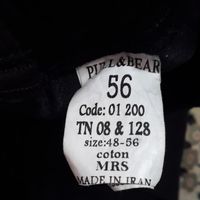 PULL&BEAR
56
Code: 01 200
TN 08 & 128
size:48-56
coton
MRS
MADE IN IRAN